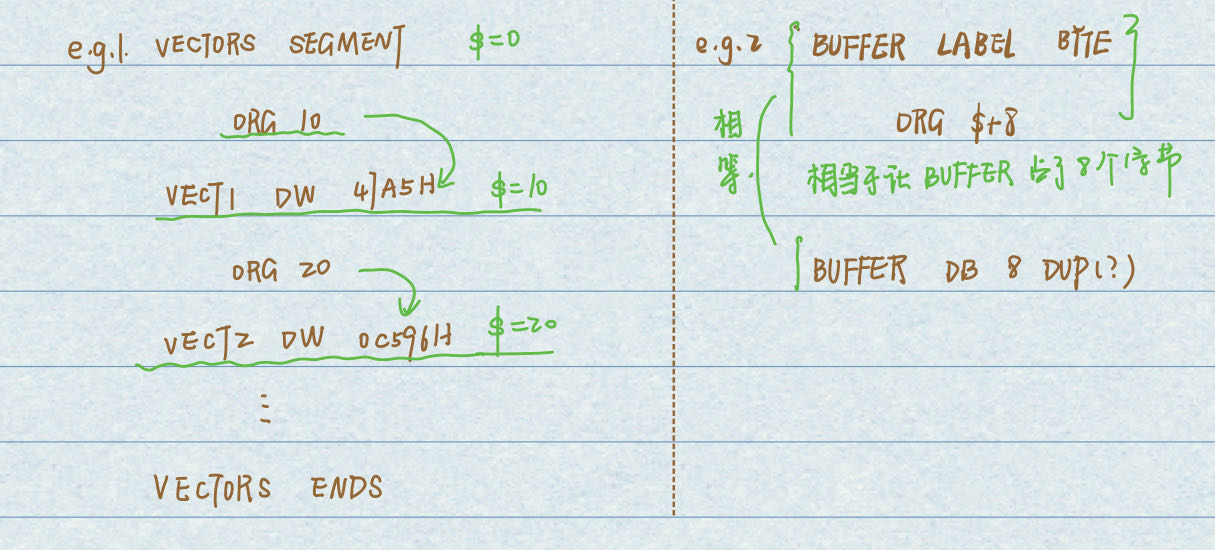 e.g.1. VECTORS SEGMENT $=0
ORG 10
VECT1 DW 47A5H $=10
ORG 20
VECT2 DW 0C596H $=20
⋮
VECTORS ENDS
e.g.2 BUFFER LABEL BYTE
ORG $+8
相等.
相当于让 BUFFER 占了 8个字节
BUFFER DB 8 DUP(?)